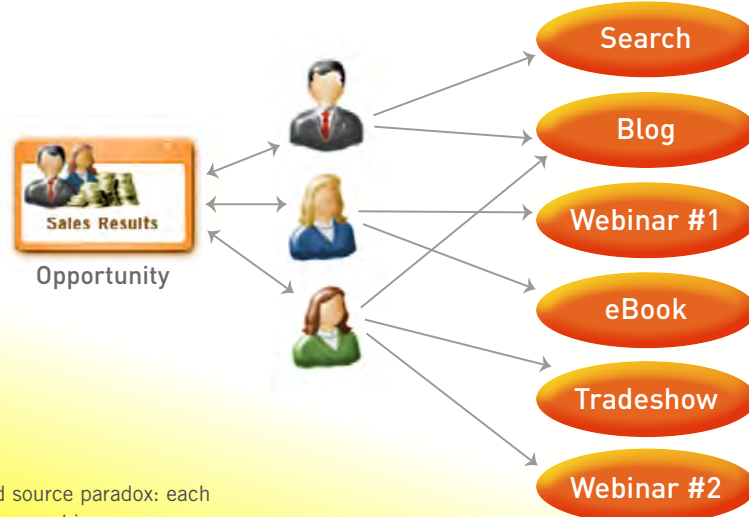 Search
Blog
Sales Results
Webinar #1
Opportunity
eBook
Tradeshow
Webinar #2
source paradox: each